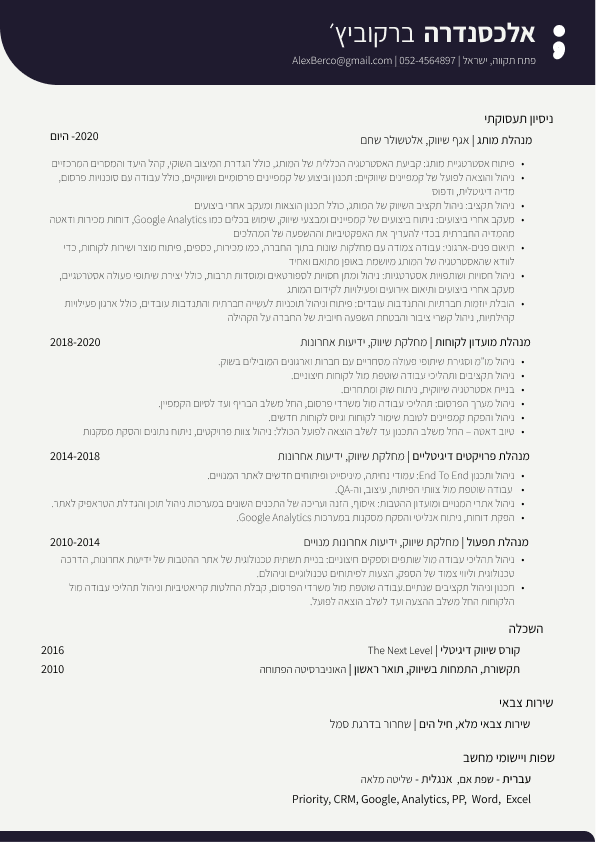 אלכסנדרה ברקוביץ׳
פתח תקווה, ישראל | 052-4564897 | AlexBerco@gmail.com
ניסיון תעסוקתי
מנהלת מותג | אגף שיווק, אלטשולר שחם
2020- היום
• פיתוח אסטרטגיית מותג: קביעת האסטרטגיה הכללית של המותג, כולל הגדרת המיצוב השוקי, קהל היעד והמסרים המרכזיים
• ניהול והוצאה לפועל של קמפיינים שיווקיים: תכנון וביצוע של קמפיינים פרסומיים ושיווקיים, כולל עבודה עם סוכנויות פרסום,
מדיה דיגיטלית, ודפוס
• ניהול תקציב: ניהול תקציב השיווק של המותג, כולל תכנון הוצאות ומעקב אחרי ביצועים
• מעקב אחרי ביצועים: ניתוח ביצועים של קמפיינים ומבצעי שיווק, שימוש בכלים כמו Google Analytics, דוחות מכירות ודאטה
מהמדיה החברתית בכדי להעריך את האפקטיביות וההשפעה של המהלכים
• תיאום פנים-ארגוני: עבודה צמודה עם מחלקות שונות בתוך החברה, כמו מכירות, כספים, פיתוח מוצר ושירות לקוחות, כדי
לוודא שהאסטרטגיה של המותג מיושמת באופן מתואם ואחיד
• ניהול חסויות ושותפויות אסטרטגיות: ניהול ומתן חסויות לספורטאים ומוסדות תרבות, כולל יצירת שיתופי פעולה אסטרטגיים,
מעקב אחרי ביצועים ותיאום אירועים ופעילויות לקידום המותג
• הובלת יוזמות חברתיות והתנדבות עובדים: פיתוח וניהול תוכניות לעשייה חברתית והתנדבות עובדים, כולל ארגון פעילויות
קהילתיות, ניהול קשרי ציבור והבטחת השפעה חיובית של החברה על הקהילה
מנהלת מועדון לקוחות | מחלקת שיווק, ידיעות אחרונות
2018-2020
• ניהול מו"מ וסגירת שיתופי פעולה מסחריים עם חברות וארגונים המובילים בשוק.
• ניהול תקציבים ותהליכי עבודה שוטפת מול לקוחות חיצוניים.
• בניית אסטרטגיה שיווקית, ניתוח שוק ומתחרים.
• ניהול מערך הפרסום: תהליכי עבודה מול משרדי פרסום, החל משלב הבריף ועד לסיום הקמפיין.
• ניהול והפקת קמפיינים לטובת שימור לקוחות וגיוס לקוחות חדשים.
• טיוב דאטה – החל משלב התכנון עד לשלב הוצאה לפועל הכולל: ניהול צוות פרויקטים, ניתוח נתונים והסקת מסקנות
מנהלת פרויקטים דיגיטליים | מחלקת שיווק, ידיעות אחרונות
2014-2018
• ניהול ותכנון End To End: עמודי נחיתה, מיניסייט ופיתוחים חדשים לאתר המנויים.
• עבודה שוטפת מול צוותי הפיתוח, עיצוב, וה-QA.
• ניהול אתרי המנויים ומועדון ההטבות: איסוף, הזנה ועריכה של התכנים השונים במערכות ניהול תוכן והגדלת הטראפיק לאתר.
• הפקת דוחות, ניתוח אנליטי והסקת מסקנות במערכות Google Analytics.
מנהלת תפעול | מחלקת שיווק, ידיעות אחרונות מנויים
2010-2014
• ניהול תהליכי עבודה מול שותפים וספקים חיצוניים: בניית תשתית טכנולוגית של אתר ההטבות של ידיעות אחרונות, הדרכה
טכנולוגית וליווי צמוד של הספק, הצעות לפיתוחים טכנולוגיים וניהולם.
• תכנון וניהול תקציבים שנתיים.עבודה שוטפת מול משרדי הפרסום, קבלת החלטות קריאטיביות וניהול תהליכי עבודה מול
הלקוחות החל משלב ההצעה ועד לשלב הוצאה לפועל.
השכלה
קורס שיווק דיגיטלי | The Next Level
2016
תקשורת, התמחות בשיווק, תואר ראשון | האוניברסיטה הפתוחה
2010
שירות צבאי
שירות צבאי מלא, חיל הים | שחרור בדרגת סמל
שפות ויישומי מחשב
עברית - שפת אם, אנגלית - שליטה מלאה
Priority, CRM, Google, Analytics, PP, Word, Excel